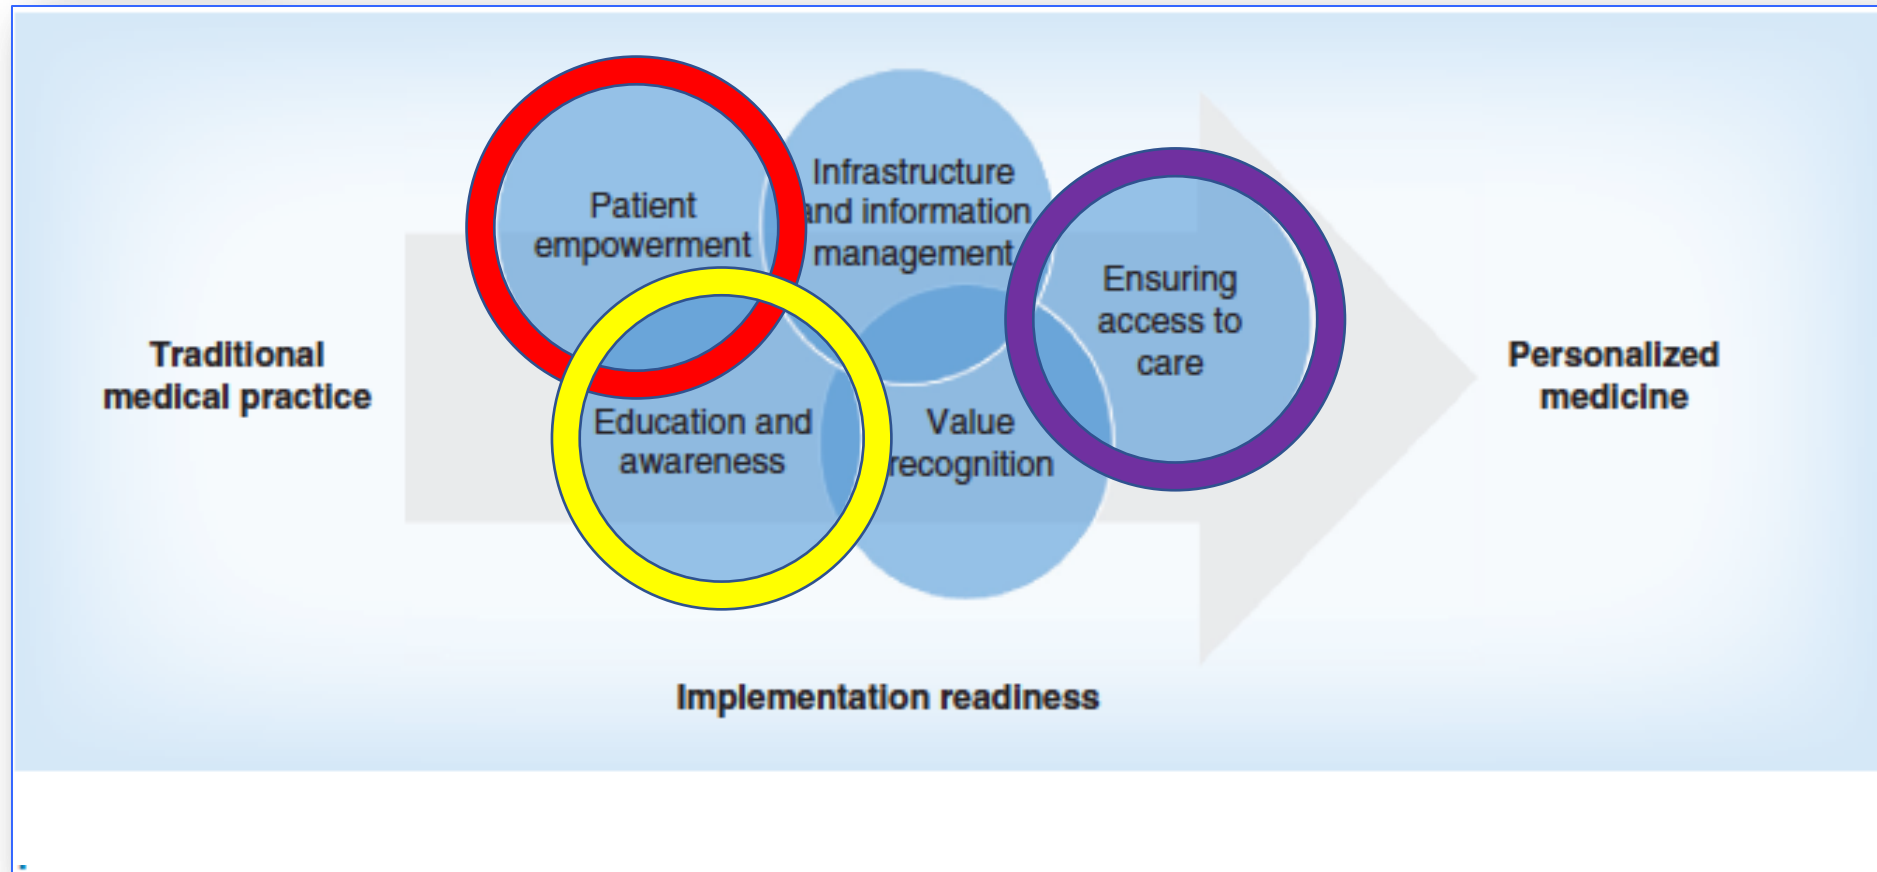 Patient
empowerment
Infrastructure
and information
management
Ensuring
access to
care
Traditional
medical practice
Education and
awareness
Value
recognition
Personalized
medicine
Implementation readiness